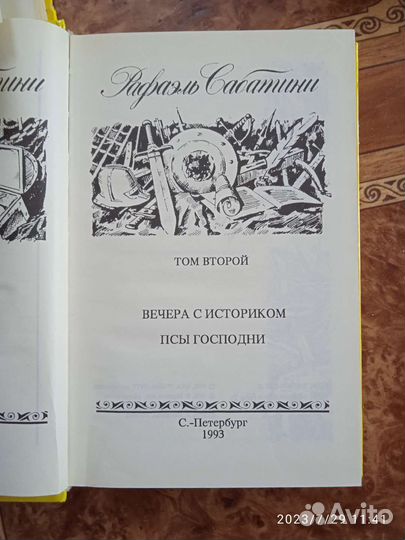 Рафаэль Сабатини
ТОМ ВТОРОЙ
ВЕЧЕРА С ИСТОРИКОМ
ПСЫ ГОСПОДНИ
С.-Петербург
1993
2023/7/29 11:41
Avito